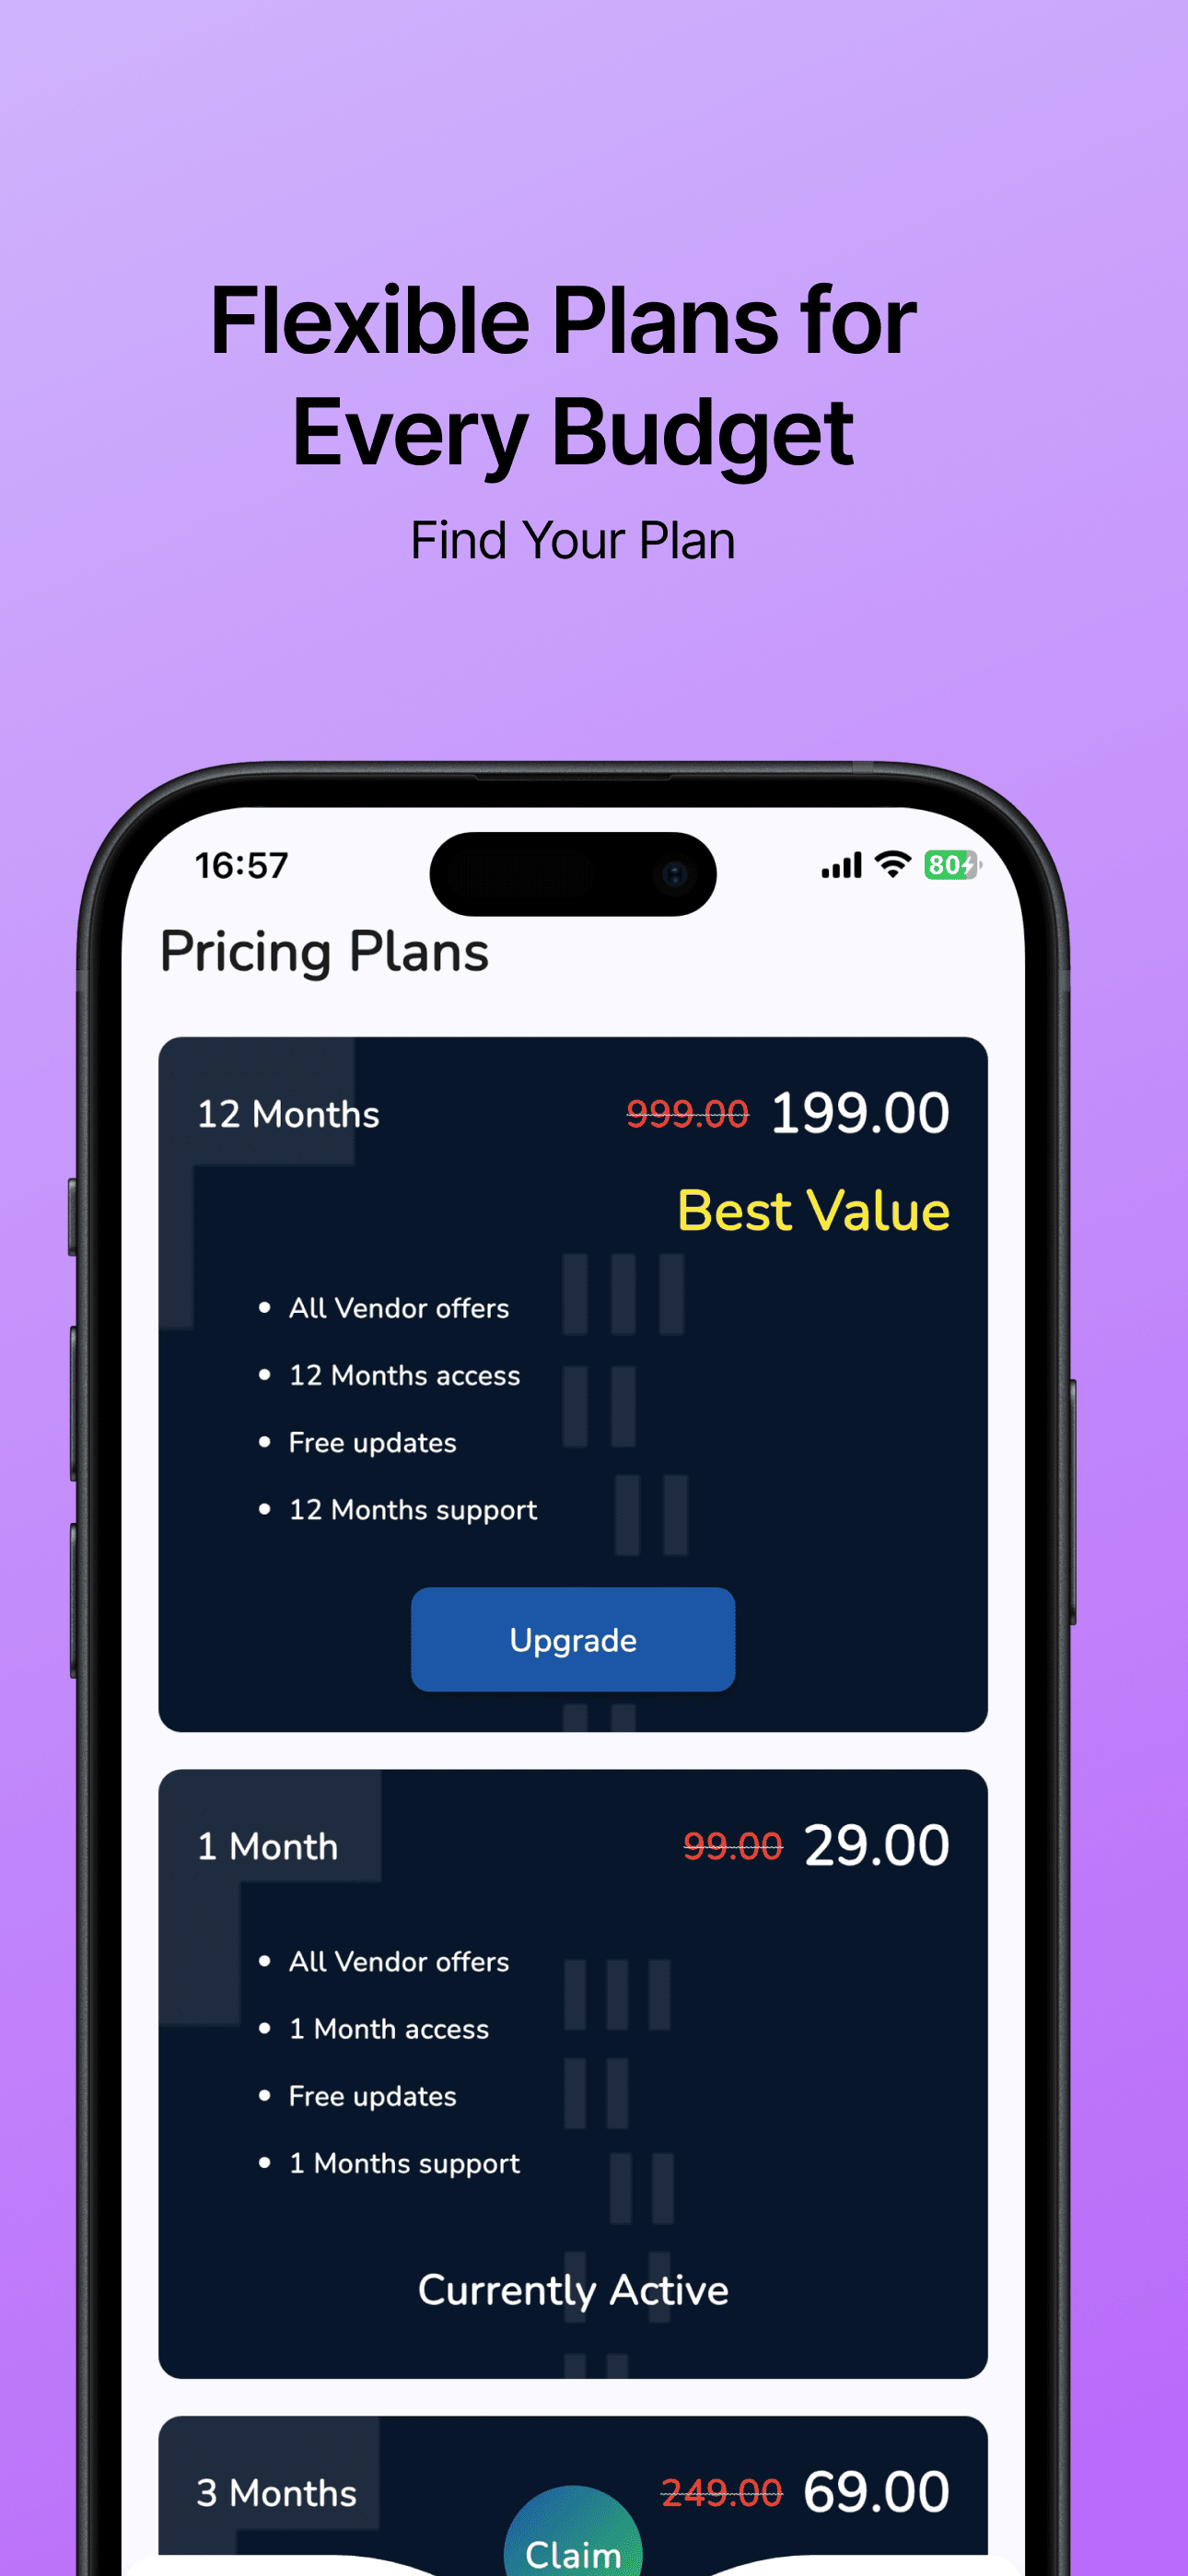 Flexible Plans for
Every Budget
Find Your Plan
16:57
80
Pricing Plans
12 Months 999.00 199.00
Best Value
• All Vendor offers
• 12 Months access
• Free updates
• 12 Months support
Upgrade
1 Month 99.00 29.00
• All Vendor offers
• 1 Month access
• Free updates
• 1 Months support
Currently Active
3 Months 249.00 69.00
Claim